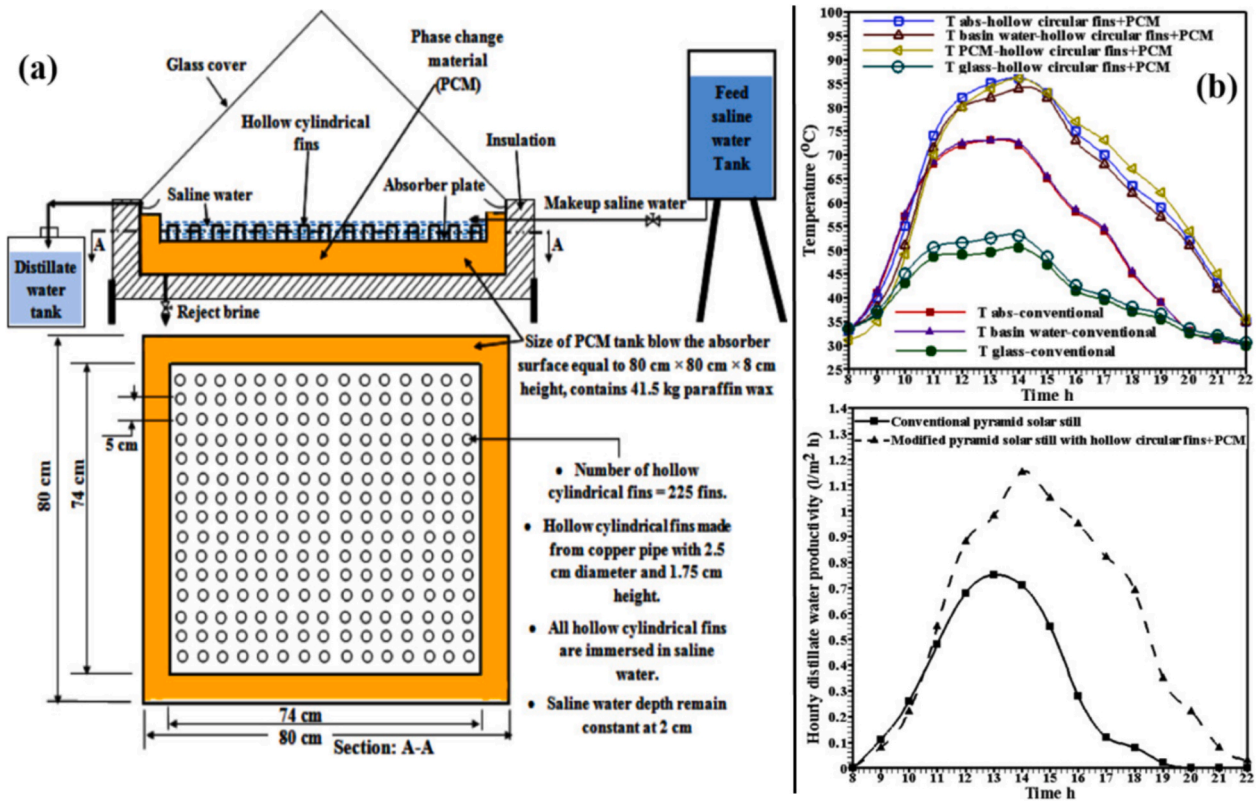 (a)
Glass cover
Phase change
material
(PCM)
Hollow cylindrical
fins
Insulation
Saline water
Absorber plate
Makeup saline water
Feed
saline
water
Tank
A
A
Distillate
water
tank
Reject brine
Size of PCM tank blow the absorber
surface equal to 80 cm × 80 cm × 8 cm
height, contains 41.5 kg paraffin wax
5 cm
80 cm
74 cm
• Number of hollow
cylindrical fins = 225 fins.
• Hollow cylindrical fins made
from copper pipe with 2.5
cm diameter and 1.75 cm
height.
• All hollow cylindrical fins
are immersed in saline
water.
• Saline water depth remain
constant at 2 cm
74 cm
80 cm
Section: A-A
(b)
T abs-hollow circular fins+PCM
T basin water-hollow circular fins+PCM
T PCM-hollow circular fins+PCM
T glass-hollow circular fins+PCM
T abs-conventional
T basin water-conventional
T glass-conventional
Temperature (⁰C)
100
95
90
85
80
75
70
65
60
55
50
45
40
35
30
25
8 9 10 11 12 13 14 15 16 17 18 19 20 21 22
Time h
Conventional pyramid solar still
Modified pyramid solar still with hollow circular fins+PCM
Hourly distillate water productivity (l/m² h)
1.4
1.3
1.2
1.1
1
0.9
0.8
0.7
0.6
0.5
0.4
0.3
0.2
0.1
0
8 9 10 11 12 13 14 15 16 17 18 19 20 21 22
Time h